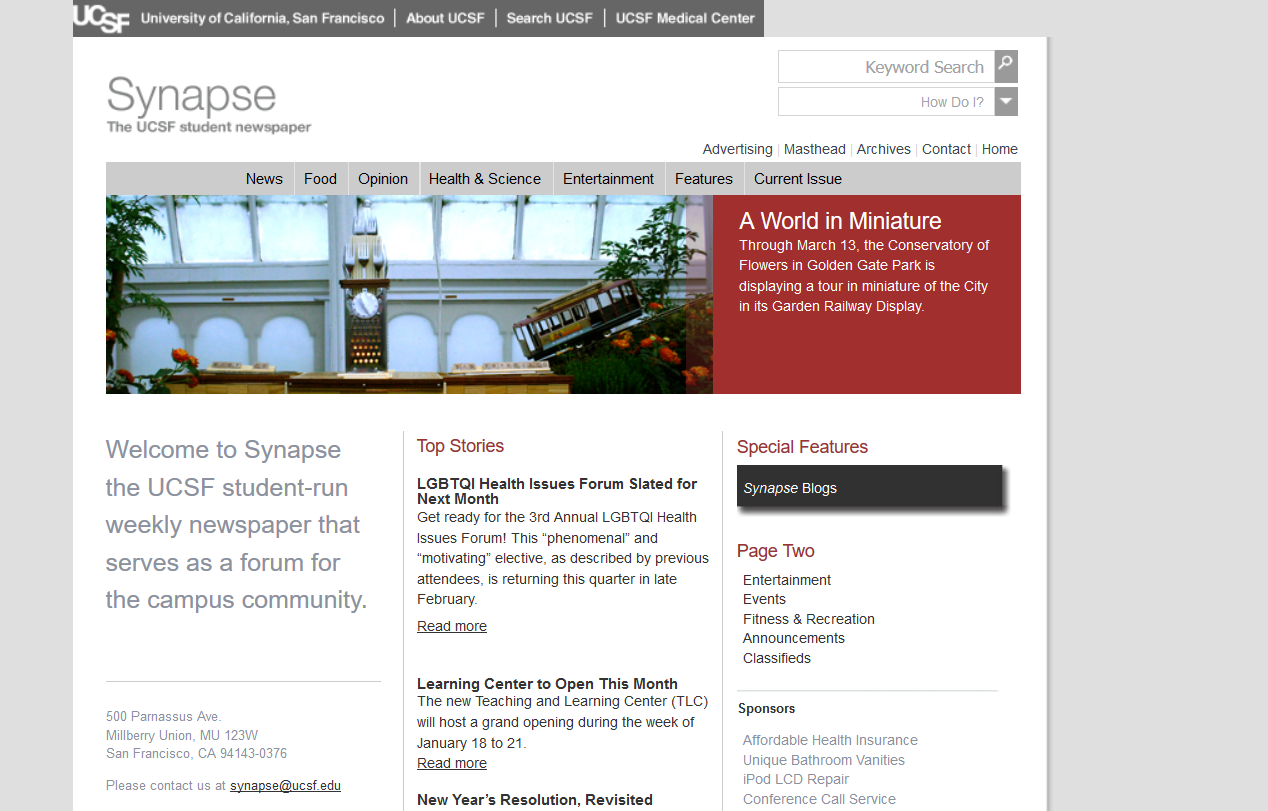 UCSF University of California, San Francisco | About UCSF | Search UCSF | UCSF Medical Center
Keyword Search
How Do I?
Synapse
The UCSF student newspaper
Advertising | Masthead | Archives | Contact | Home
News Food Opinion Health & Science Entertainment Features Current Issue
A World in Miniature
Through March 13, the Conservatory of
Flowers in Golden Gate Park is
displaying a tour in miniature of the City
in its Garden Railway Display.
Welcome to Synapse
the UCSF student-run
weekly newspaper that
serves as a forum for
the campus community.
500 Parnassus Ave.
Millberry Union, MU 123W
San Francisco, CA 94143-0376
Please contact us at synapse@ucsf.edu
Top Stories
LGBTQI Health Issues Forum Slated for
Next Month
Get ready for the 3rd Annual LGBTQI Health
Issues Forum! This “phenomenal” and
“motivating” elective, as described by previous
attendees, is returning this quarter in late
February.
Read more
Learning Center to Open This Month
The new Teaching and Learning Center (TLC)
will host a grand opening during the week of
January 18 to 21.
Read more
New Year’s Resolution, Revisited
Special Features
Synapse Blogs
Page Two
Entertainment
Events
Fitness & Recreation
Announcements
Classifieds
Sponsors
Affordable Health Insurance
Unique Bathroom Vanities
iPod LCD Repair
Conference Call Service